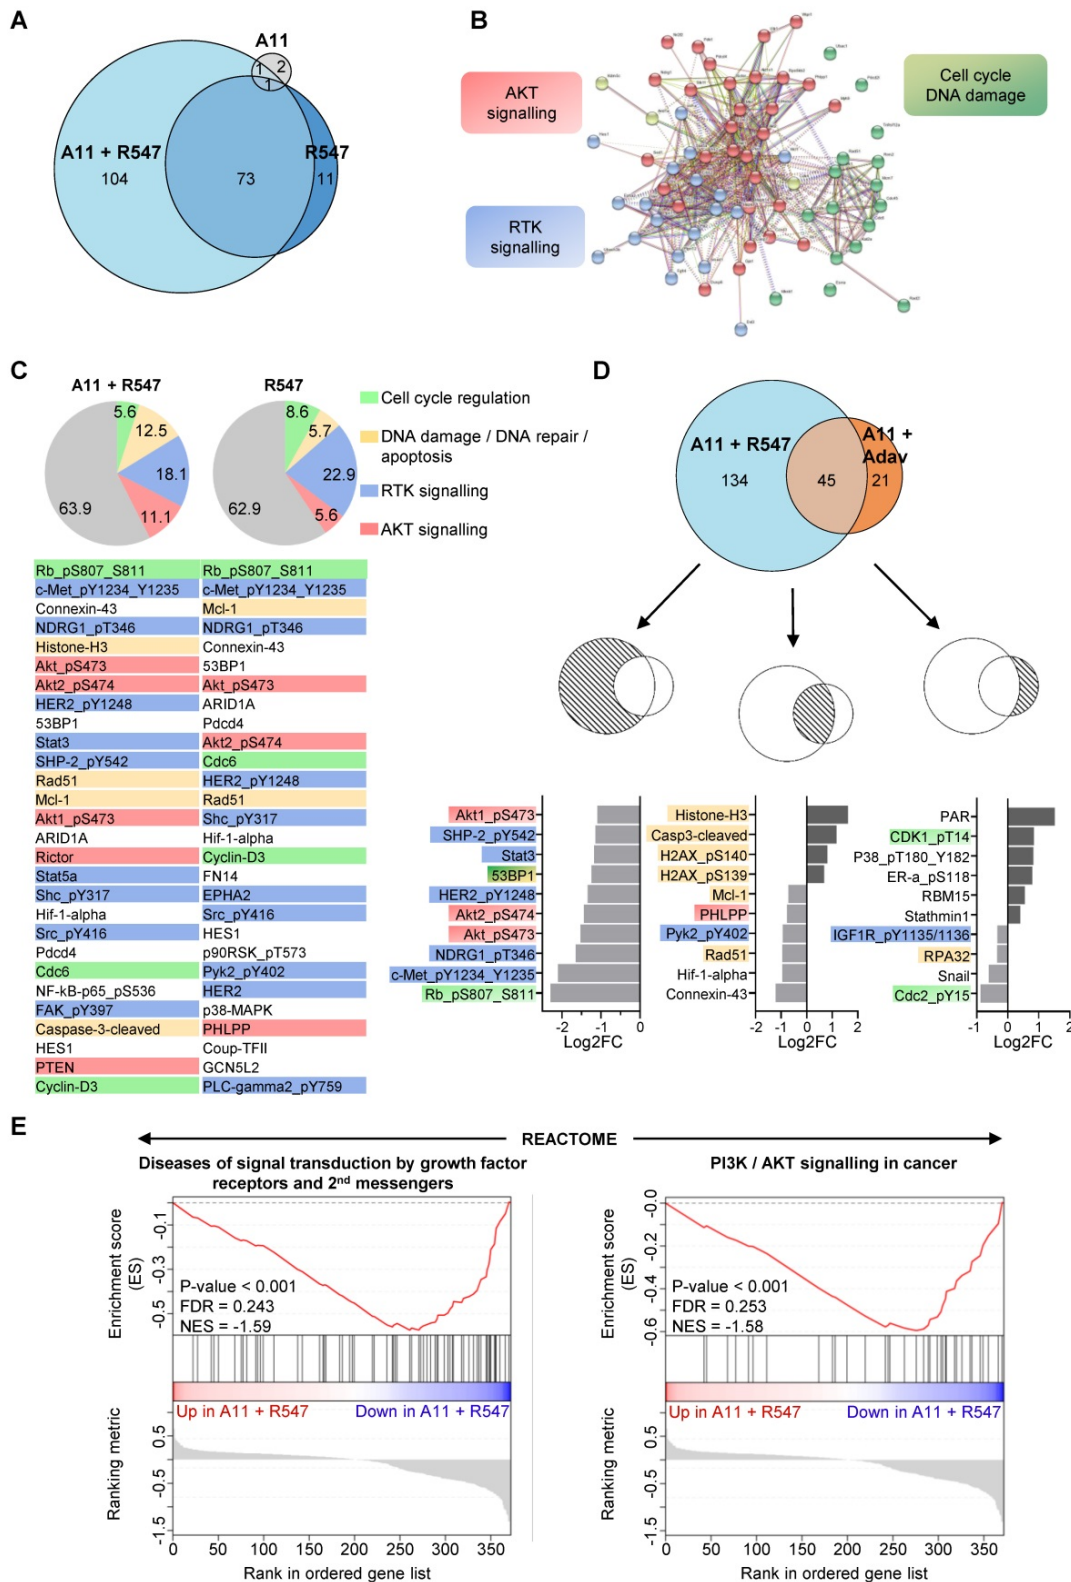 A
A11
1 2
1
A11 + R547
R547
104
73
11
B
AKT
signalling
RTK
signalling
Cell cycle
DNA damage
C
A11 + R547
5.6
12.5
18.1
11.1
63.9
R547
8.6
5.7
22.9
5.6
62.9
Cell cycle regulation
DNA damage / DNA repair /
apoptosis
RTK signalling
AKT signalling
Rb_pS807_S811 Rb_pS807_S811
c-Met_pY1234_Y1235 c-Met_pY1234_Y1235
Connexin-43 Mcl-1
NDRG1_pT346 NDRG1_pT346
Histone-H3 Connexin-43
Akt_pS473 53BP1
Akt2_pS474 Akt_pS473
HER2_pY1248 ARID1A
53BP1 Pdcd4
Stat3 Akt2_pS474
SHP-2_pY542 Cdc6
Rad51 HER2_pY1248
Mcl-1 Rad51
Akt1_pS473 Shc_pY317
ARID1A Hif-1-alpha
Rictor Cyclin-D3
Stat5a FN14
Shc_pY317 EPHA2
Hif-1-alpha Src_pY416
Src_pY416 HES1
Pdcd4 p90RSK_pT573
Cdc6 Pyk2_pY402
NF-kB-p65_pS536 HER2
FAK_pY397 p38-MAPK
Caspase-3-cleaved PHLPP
HES1 Coup-TFII
PTEN GCN5L2
Cyclin-D3 PLC-gamma2_pY759
D
A11 + R547
134
45
A11 +
Adav
21
Akt1_pS473
SHP-2_pY542
Stat3
53BP1
HER2_pY1248
Akt2_pS474
Akt_pS473
NDRG1_pT346
c-Met_pY1234_Y1235
Rb_pS807_S811
-2 -1 0
Log2FC
Histone-H3
Casp3-cleaved
H2AX_pS140
H2AX_pS139
Mcl-1
PHLPP
Pyk2_pY402
Rad51
Hif-1-alpha
Connexin-43
-2 -1 0 1 2
Log2FC
PAR
CDK1_pT14
P38_pT180_Y182
ER-a_pS118
RBM15
Stathmin1
IGF1R_pY1135/1136
RPA32
Snail
Cdc2_pY15
-1 0 1 2
Log2FC
E
REACTOME
Diseases of signal transduction by growth factor
receptors and 2nd messengers
Enrichment score
(ES)
-0.1
-0.3
-0.5
P-value < 0.001
FDR = 0.243
NES = -1.59
Up in A11 + R547 Down in A11 + R547
Ranking metric
0.5
-0.5
-1.5
0 50 100 150 200 250 300 350
Rank in ordered gene list
PI3K / AKT signalling in cancer
Enrichment score
(ES)
-0.0
-0.2
-0.4
-0.6
P-value < 0.001
FDR = 0.253
NES = -1.58
Up in A11 + R547 Down in A11 + R547
Ranking metric
0.5
-0.5
-1.5
0 50 100 150 200 250 300 350
Rank in ordered gene list